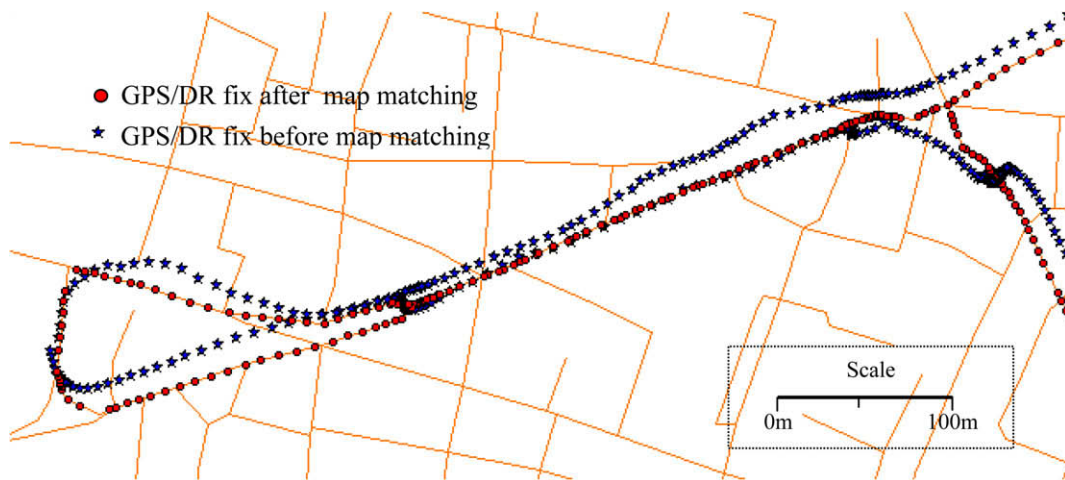 GPS/DR fix after map matching
GPS/DR fix before map matching
Scale
0m 100m